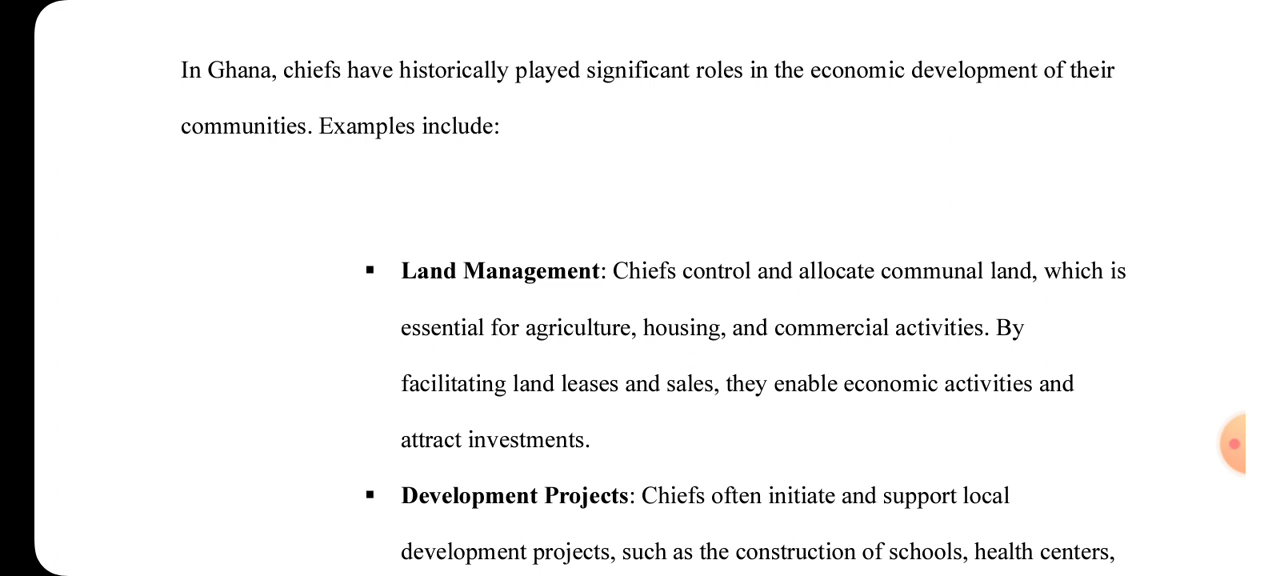 In Ghana, chiefs have historically played significant roles in the economic development of their
communities. Examples include:
▪ Land Management: Chiefs control and allocate communal land, which is
essential for agriculture, housing, and commercial activities. By
facilitating land leases and sales, they enable economic activities and
attract investments.
▪ Development Projects: Chiefs often initiate and support local
development projects, such as the construction of schools, health centers,